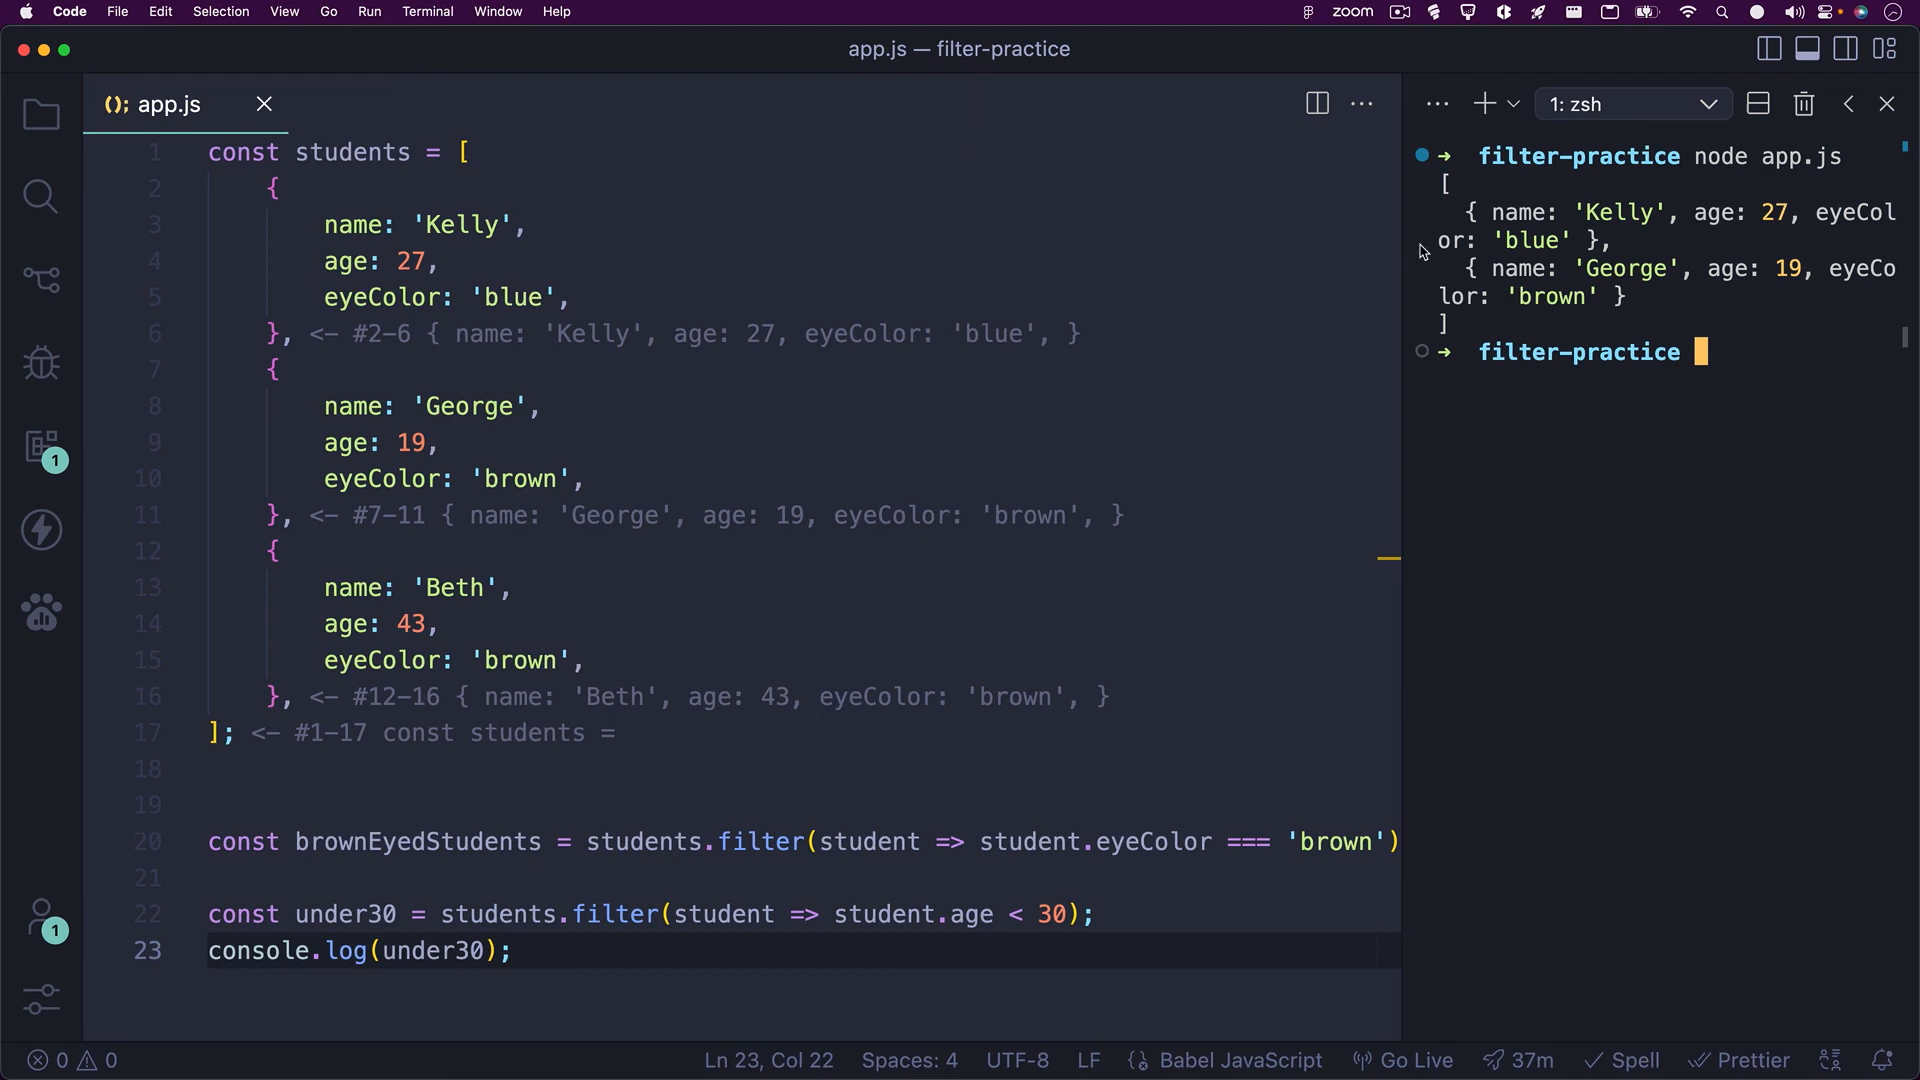 Code File Edit Selection View Go Run Terminal Window Help zoom
app.js — filter-practice
(); app.js
1: zsh
1 const students = [
2 {
3 name: 'Kelly',
4 age: 27,
5 eyeColor: 'blue',
6 }, <- #2-6 { name: 'Kelly', age: 27, eyeColor: 'blue', }
7 {
8 name: 'George',
9 age: 19,
10 eyeColor: 'brown',
11 }, <- #7-11 { name: 'George', age: 19, eyeColor: 'brown', }
12 {
13 name: 'Beth',
14 age: 43,
15 eyeColor: 'brown',
16 }, <- #12-16 { name: 'Beth', age: 43, eyeColor: 'brown', }
17 ]; <- #1-17 const students =
18
19
20 const brownEyedStudents = students.filter(student => student.eyeColor === 'brown')
21
22 const under30 = students.filter(student => student.age < 30);
23 console.log(under30);
➜ filter-practice node app.js
[
{ name: 'Kelly', age: 27, eyeCol
or: 'blue' },
{ name: 'George', age: 19, eyeCo
lor: 'brown' }
]
➜ filter-practice
1
1
0 0 Ln 23, Col 22 Spaces: 4 UTF-8 LF Babel JavaScript Go Live 37m Spell Prettier